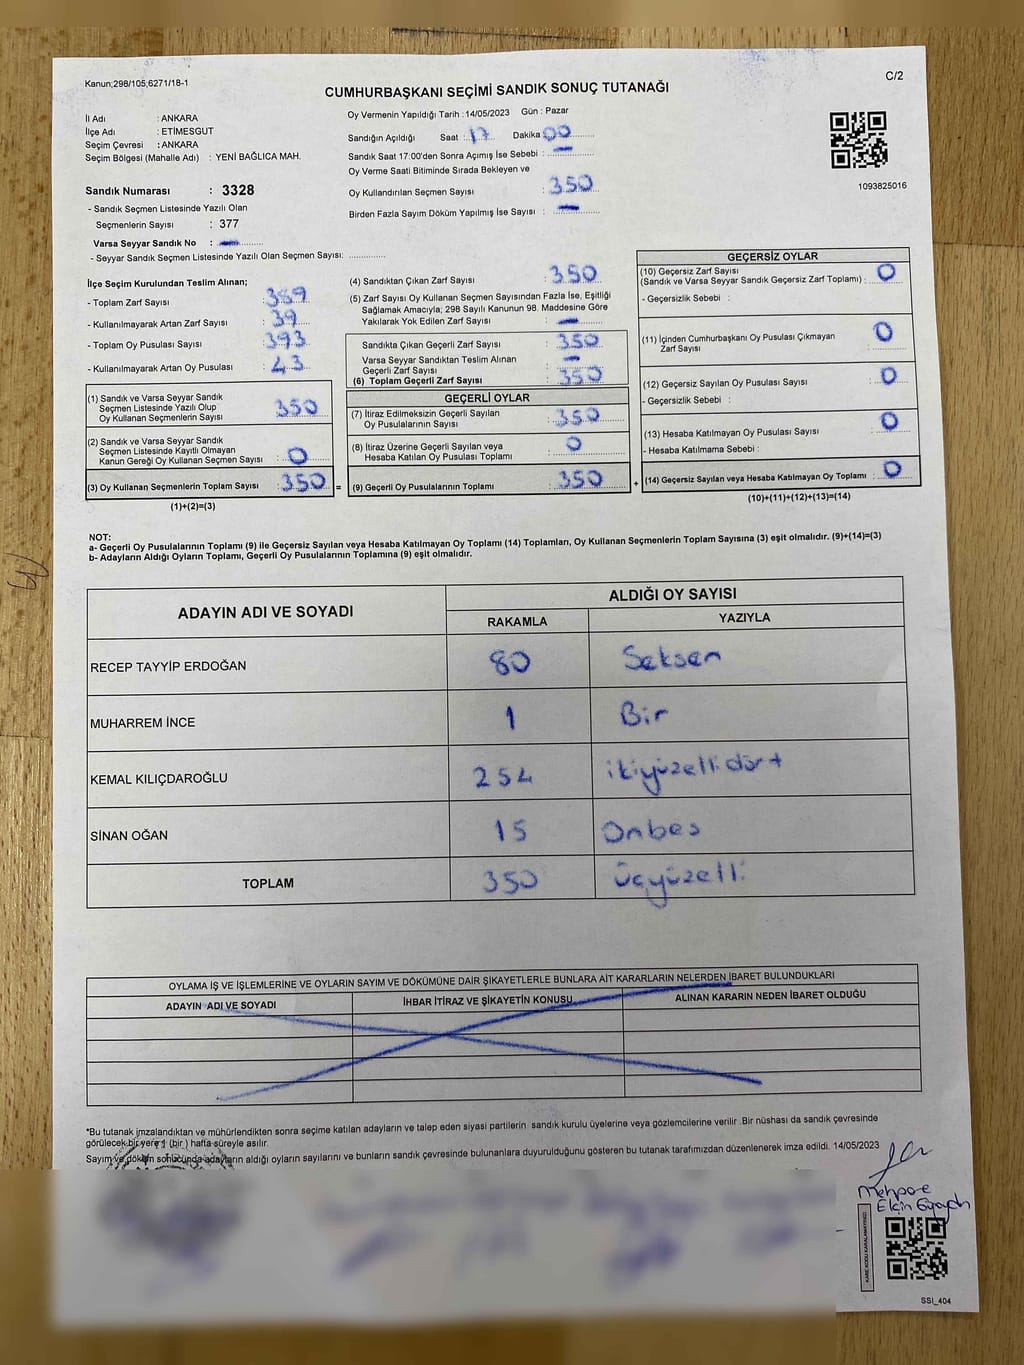 Kanun;298/105;6271/18-1
C/2
CUMHURBAŞKANI SEÇİMİ SANDIK SONUÇ TUTANAĞI
İl Adı : ANKARA
İlçe Adı : ETİMESGUT
Seçim Çevresi : ANKARA
Seçim Bölgesi (Mahalle Adı) : YENİ BAĞLICA MAH.
Sandık Numarası : 3328
- Sandık Seçmen Listesinde Yazılı Olan
Seçmenlerin Sayısı : 377
Varsa Seyyar Sandık No : —
- Seyyar Sandık Seçmen Listesinde Yazılı Olan Seçmen Sayısı: ..............
Oy Vermenin Yapıldığı Tarih : 14/05/2023 Gün : Pazar
Sandığın Açıldığı Saat : 17 Dakika 00
Sandık Saat 17:00'den Sonra Açımış İse Sebebi : —
Oy Verme Saati Bitiminde Sırada Bekleyen ve
Oy Kullandırılan Seçmen Sayısı : 350
Birden Fazla Sayım Döküm Yapılmış İse Sayısı : —
1093825016
İlçe Seçim Kurulundan Teslim Alınan;
- Toplam Zarf Sayısı : 389
- Kullanılmayarak Artan Zarf Sayısı : 39
- Toplam Oy Pusulası Sayısı : 393
- Kullanılmayarak Artan Oy Pusulası : 43
(1) Sandık ve Varsa Seyyar Sandık
Seçmen Listesinde Yazılı Olup
Oy Kullanan Seçmenlerin Sayısı : 350
(2) Sandık ve Varsa Seyyar Sandık
Seçmen Listesinde Kayıtlı Olmayan
Kanun Gereği Oy Kullanan Seçmen Sayısı : 0
(3) Oy Kullanan Seçmenlerin Toplam Sayısı : 350 =
(1)+(2)=(3)
(4) Sandıktan Çıkan Zarf Sayısı : 350
(5) Zarf Sayısı Oy Kullanan Seçmen Sayısından Fazla İse, Eşitliği
Sağlamak Amacıyla; 298 Sayılı Kanunun 98. Maddesine Göre
Yakılarak Yok Edilen Zarf Sayısı : —
Sandıkta Çıkan Geçerli Zarf Sayısı : 350
Varsa Seyyar Sandıktan Teslim Alınan
Geçerli Zarf Sayısı : —
(6) Toplam Geçerli Zarf Sayısı : 350
GEÇERLİ OYLAR
(7) İtiraz Edilmeksizin Geçerli Sayılan
Oy Pusulalarının Sayısı : 350
(8) İtiraz Üzerine Geçerli Sayılan veya
Hesaba Katılan Oy Pusulası Toplamı : 0
(9) Geçerli Oy Pusulalarının Toplamı : 350 +
GEÇERSİZ OYLAR
(10) Geçersiz Zarf Sayısı
(Sandık ve Varsa Seyyar Sandık Geçersiz Zarf Toplamı) : 0
- Geçersizlik Sebebi :
(11) İçinden Cumhurbaşkanı Oy Pusulası Çıkmayan
Zarf Sayısı : 0
(12) Geçersiz Sayılan Oy Pusulası Sayısı : 0
- Geçersizlik Sebebi :
(13) Hesaba Katılmayan Oy Pusulası Sayısı : 0
- Hesaba Katılmama Sebebi :
(14) Geçersiz Sayılan veya Hesaba Katılmayan Oy Toplamı : 0
(10)+(11)+(12)+(13)=(14)
NOT:
a- Geçerli Oy Pusulalarının Toplamı (9) ile Geçersiz Sayılan veya Hesaba Katılmayan Oy Toplamı (14) Toplamları, Oy Kullanan Seçmenlerin Toplam Sayısına (3) eşit olmalıdır. (9)+(14)=(3)
b- Adayların Aldığı Oyların Toplamı, Geçerli Oy Pusulalarının Toplamına (9) eşit olmalıdır.
ADAYIN ADI VE SOYADI
ALDIĞI OY SAYISI
RAKAMLA YAZIYLA
RECEP TAYYİP ERDOĞAN 80 Seksen
MUHARREM İNCE 1 Bir
KEMAL KILIÇDAROĞLU 254 ikiyüzellidört
SİNAN OĞAN 15 Onbes
TOPLAM 350 üçyüzelli
OYLAMA İŞ VE İŞLEMLERİNE VE OYLARIN SAYIM VE DÖKÜMÜNE DAİR ŞİKAYETLERLE BUNLARA AİT KARARLARIN NELERDEN İBARET BULUNDUKLARI
ADAYIN ADI VE SOYADI İHBAR İTİRAZ VE ŞİKAYETİN KONUSU ALINAN KARARIN NEDEN İBARET OLDUĞU
*Bu tutanak imzalandıktan ve mühürlendikten sonra seçime katılan adayların ve talep eden siyasi partilerin sandık kurulu üyelerine veya gözlemcilerine verilir .Bir nüshası da sandık çevresinde
görülecek bir yere 1 (bir ) hafta süreyle asılır.
Sayım ve döküm sonucunda adayların aldığı oyların sayılarını ve bunların sandık çevresinde bulunanlara duyurulduğunu gösteren bu tutanak tarafımızdan düzenlenerek imza edildi. 14/05/2023
Elçin
KARE KODU KARALAMAYINIZ!
SSI_404